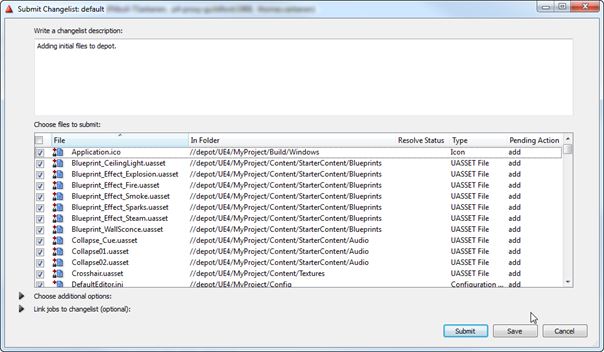 Submit Changelist: default
Write a changelist description:
Adding initial files to depot.
Choose files to submit:
File In Folder Resolve Status Type Pending Action
Application.ico //depot/UE4/MyProject/Build/Windows Icon add
Blueprint_CeilingLight.uasset //depot/UE4/MyProject/Content/StarterContent/Blueprints UASSET File add
Blueprint_Effect_Explosion.uasset //depot/UE4/MyProject/Content/StarterContent/Blueprints UASSET File add
Blueprint_Effect_Fire.uasset //depot/UE4/MyProject/Content/StarterContent/Blueprints UASSET File add
Blueprint_Effect_Smoke.uasset //depot/UE4/MyProject/Content/StarterContent/Blueprints UASSET File add
Blueprint_Effect_Sparks.uasset //depot/UE4/MyProject/Content/StarterContent/Blueprints UASSET File add
Blueprint_Effect_Steam.uasset //depot/UE4/MyProject/Content/StarterContent/Blueprints UASSET File add
Blueprint_WallSconce.uasset //depot/UE4/MyProject/Content/StarterContent/Blueprints UASSET File add
Collapse_Cue.uasset //depot/UE4/MyProject/Content/StarterContent/Audio UASSET File add
Collapse01.uasset //depot/UE4/MyProject/Content/StarterContent/Audio UASSET File add
Collapse02.uasset //depot/UE4/MyProject/Content/StarterContent/Audio UASSET File add
Crosshair.uasset //depot/UE4/MyProject/Content/Textures UASSET File add
DefaultEditor.ini //depot/UE4/MyProject/Config Configuration ... add
Choose additional options:
Link jobs to changelist (optional):
Submit Save Cancel